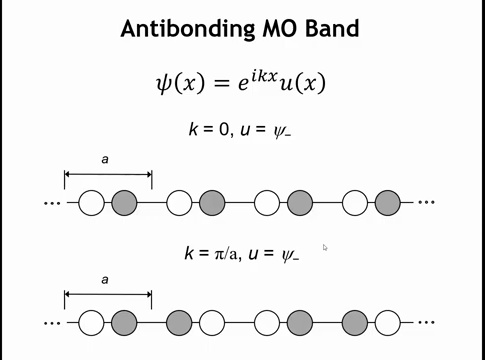 Antibonding MO Band
ψ(x) = e^{ikx}u(x)
k = 0, u = ψ₋
a
... ...
k = π/a, u = ψ₋
a
... ...